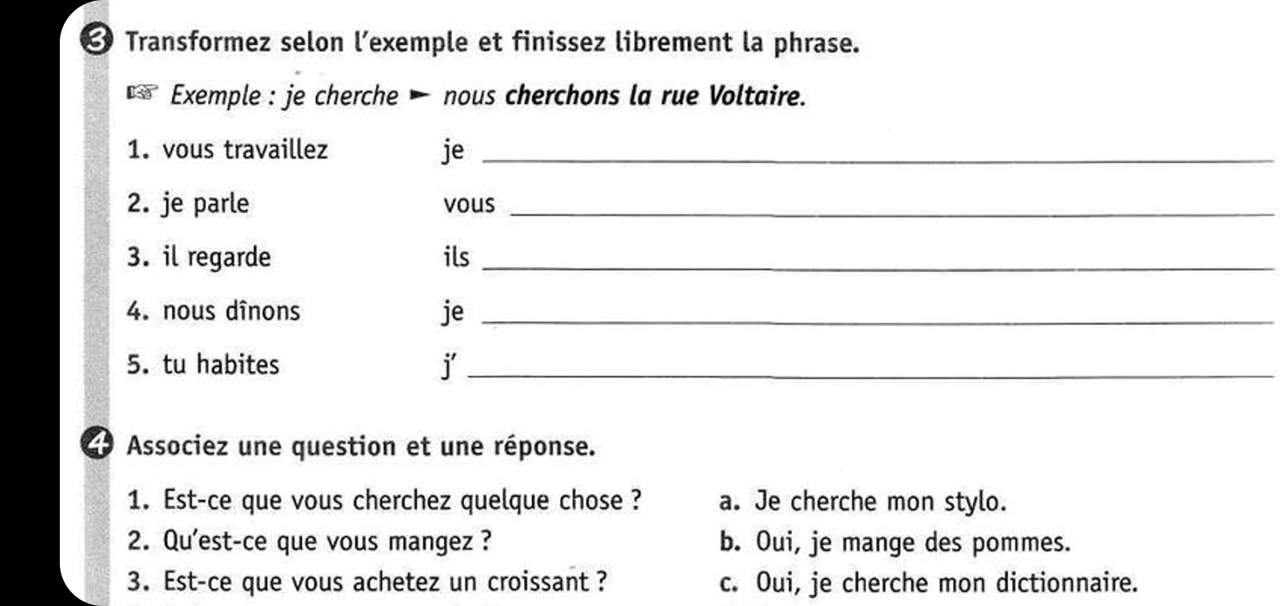 3 Transformez selon l'exemple et finissez librement la phrase.
☞ Exemple : je cherche ► nous cherchons la rue Voltaire.
1. vous travaillez je
2. je parle vous
3. il regarde ils
4. nous dînons je
5. tu habites j'
4 Associez une question et une réponse.
1. Est-ce que vous cherchez quelque chose ? a. Je cherche mon stylo.
2. Qu'est-ce que vous mangez ? b. Oui, je mange des pommes.
3. Est-ce que vous achetez un croissant ? c. Oui, je cherche mon dictionnaire.